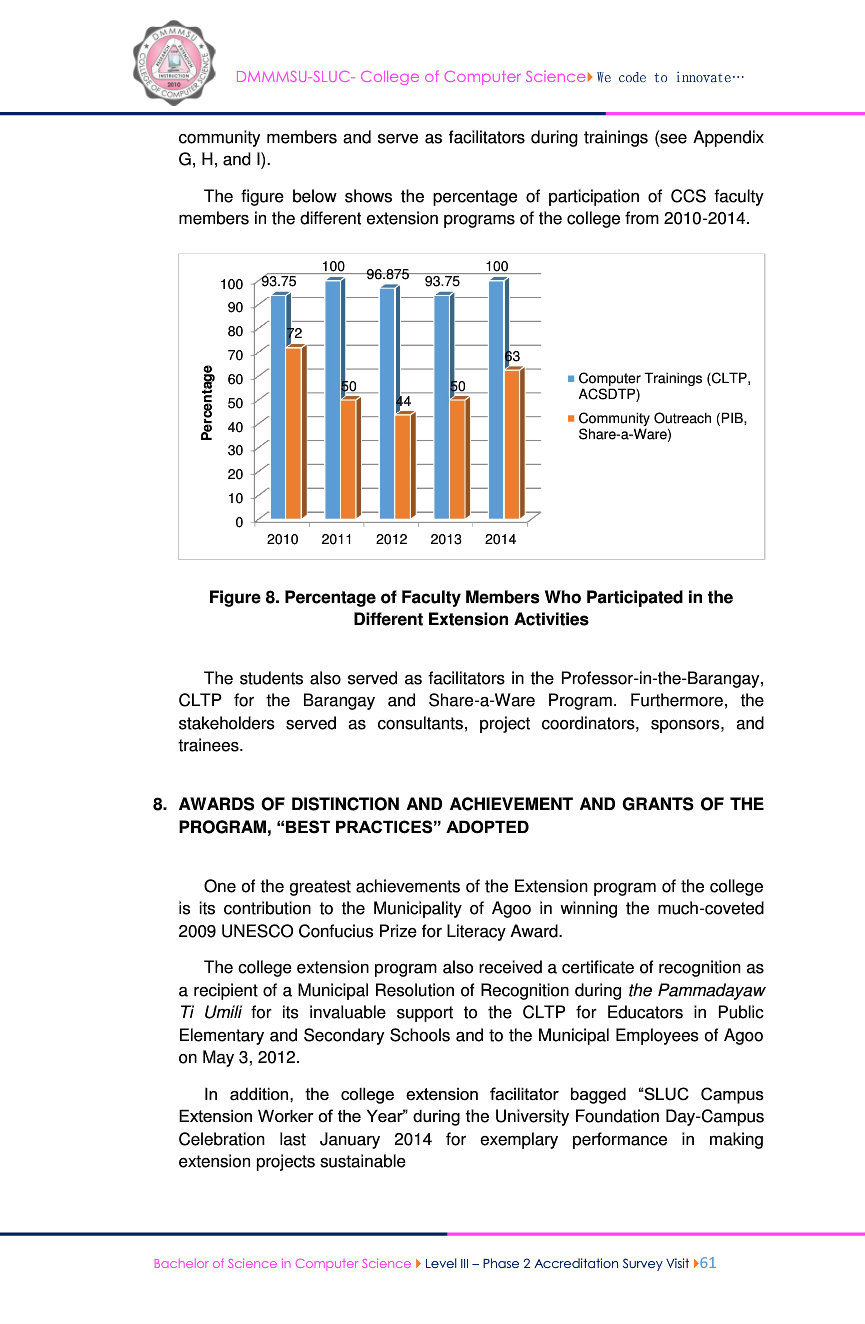 DMMMSU
RESEARCH
EXTENSION
INSTRUCTION
2010
COLLEGE OF COMPUTER SCIENCE
DMMMSU-SLUC- College of Computer Science We code to innovate…
community members and serve as facilitators during trainings (see Appendix
G, H, and I).
The figure below shows the percentage of participation of CCS faculty
members in the different extension programs of the college from 2010-2014.
100
90
80
70
60
50
40
30
20
10
0
Percentage
93.75
100
96.875
93.75
100
72
50
44
50
63
2010 2011 2012 2013 2014
Computer Trainings (CLTP,
ACSDTP)
Community Outreach (PIB,
Share-a-Ware)
Figure 8. Percentage of Faculty Members Who Participated in the
Different Extension Activities
The students also served as facilitators in the Professor-in-the-Barangay,
CLTP for the Barangay and Share-a-Ware Program. Furthermore, the
stakeholders served as consultants, project coordinators, sponsors, and
trainees.
8. AWARDS OF DISTINCTION AND ACHIEVEMENT AND GRANTS OF THE
PROGRAM, “BEST PRACTICES” ADOPTED
One of the greatest achievements of the Extension program of the college
is its contribution to the Municipality of Agoo in winning the much-coveted
2009 UNESCO Confucius Prize for Literacy Award.
The college extension program also received a certificate of recognition as
a recipient of a Municipal Resolution of Recognition during the Pammadayaw
Ti Umili for its invaluable support to the CLTP for Educators in Public
Elementary and Secondary Schools and to the Municipal Employees of Agoo
on May 3, 2012.
In addition, the college extension facilitator bagged “SLUC Campus
Extension Worker of the Year” during the University Foundation Day-Campus
Celebration last January 2014 for exemplary performance in making
extension projects sustainable
Bachelor of Science in Computer Science Level III – Phase 2 Accreditation Survey Visit 61